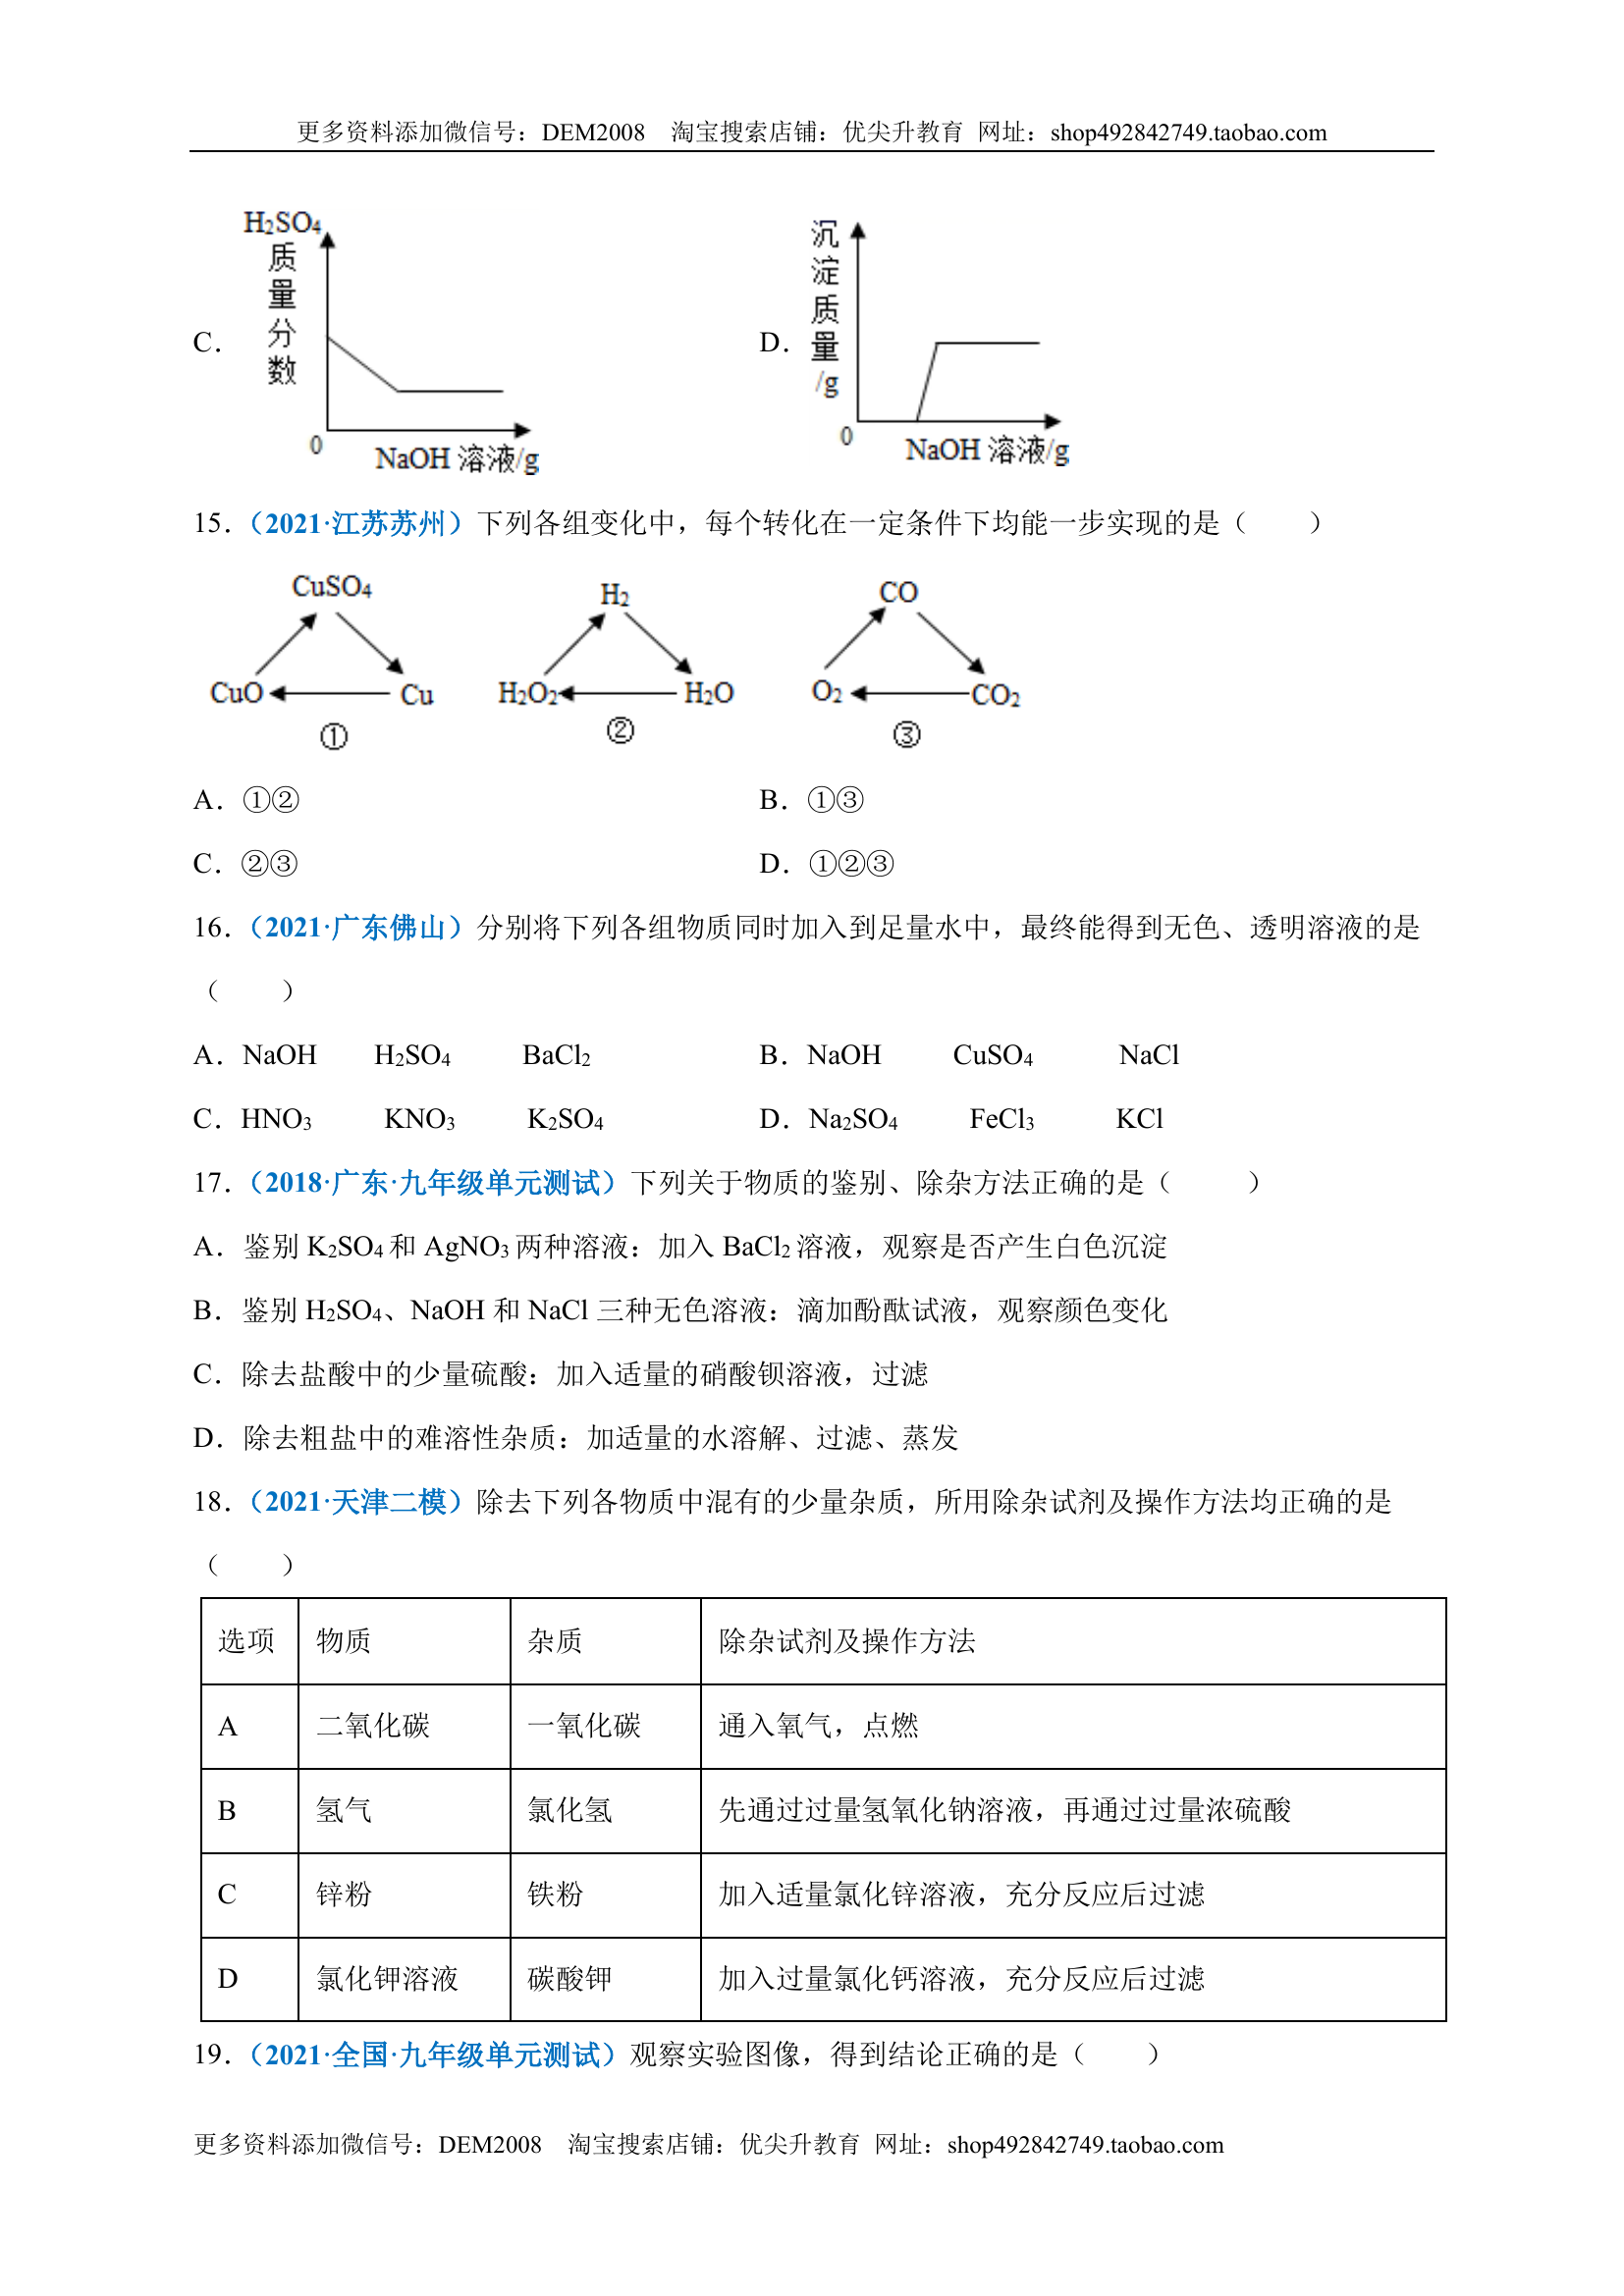 更多资料添加微信号：DEM2008 淘宝搜索店铺：优尖升教育 网址：shop492842749.taobao.com
C．
H₂SO₄
质
量
分
数
0
NaOH 溶液/g
D．
沉
淀
质
量
/g
0
NaOH 溶液/g
15．（2021·江苏苏州）下列各组变化中，每个转化在一定条件下均能一步实现的是（  ）
CuSO₄
CuO Cu
①
H₂
H₂O₂ H₂O
②
CO
O₂ CO₂
③
A．①② B．①③
C．②③ D．①②③
16．（2021·广东佛山）分别将下列各组物质同时加入到足量水中，最终能得到无色、透明溶液的是
（  ）
A．NaOH H₂SO₄ BaCl₂ B．NaOH CuSO₄ NaCl
C．HNO₃ KNO₃ K₂SO₄ D．Na₂SO₄ FeCl₃ KCl
17．（2018·广东·九年级单元测试）下列关于物质的鉴别、除杂方法正确的是（  ）
A．鉴别 K₂SO₄ 和 AgNO₃ 两种溶液：加入 BaCl₂ 溶液，观察是否产生白色沉淀
B．鉴别 H₂SO₄、NaOH 和 NaCl 三种无色溶液：滴加酚酞试液，观察颜色变化
C．除去盐酸中的少量硫酸：加入适量的硝酸钡溶液，过滤
D．除去粗盐中的难溶性杂质：加适量的水溶解、过滤、蒸发
18．（2021·天津二模）除去下列各物质中混有的少量杂质，所用除杂试剂及操作方法均正确的是
（  ）
选项 物质 杂质 除杂试剂及操作方法
A 二氧化碳 一氧化碳 通入氧气，点燃
B 氢气 氯化氢 先通过过量氢氧化钠溶液，再通过过量浓硫酸
C 锌粉 铁粉 加入适量氯化锌溶液，充分反应后过滤
D 氯化钾溶液 碳酸钾 加入过量氯化钙溶液，充分反应后过滤
19．（2021·全国·九年级单元测试）观察实验图像，得到结论正确的是（  ）
更多资料添加微信号：DEM2008 淘宝搜索店铺：优尖升教育 网址：shop492842749.taobao.com